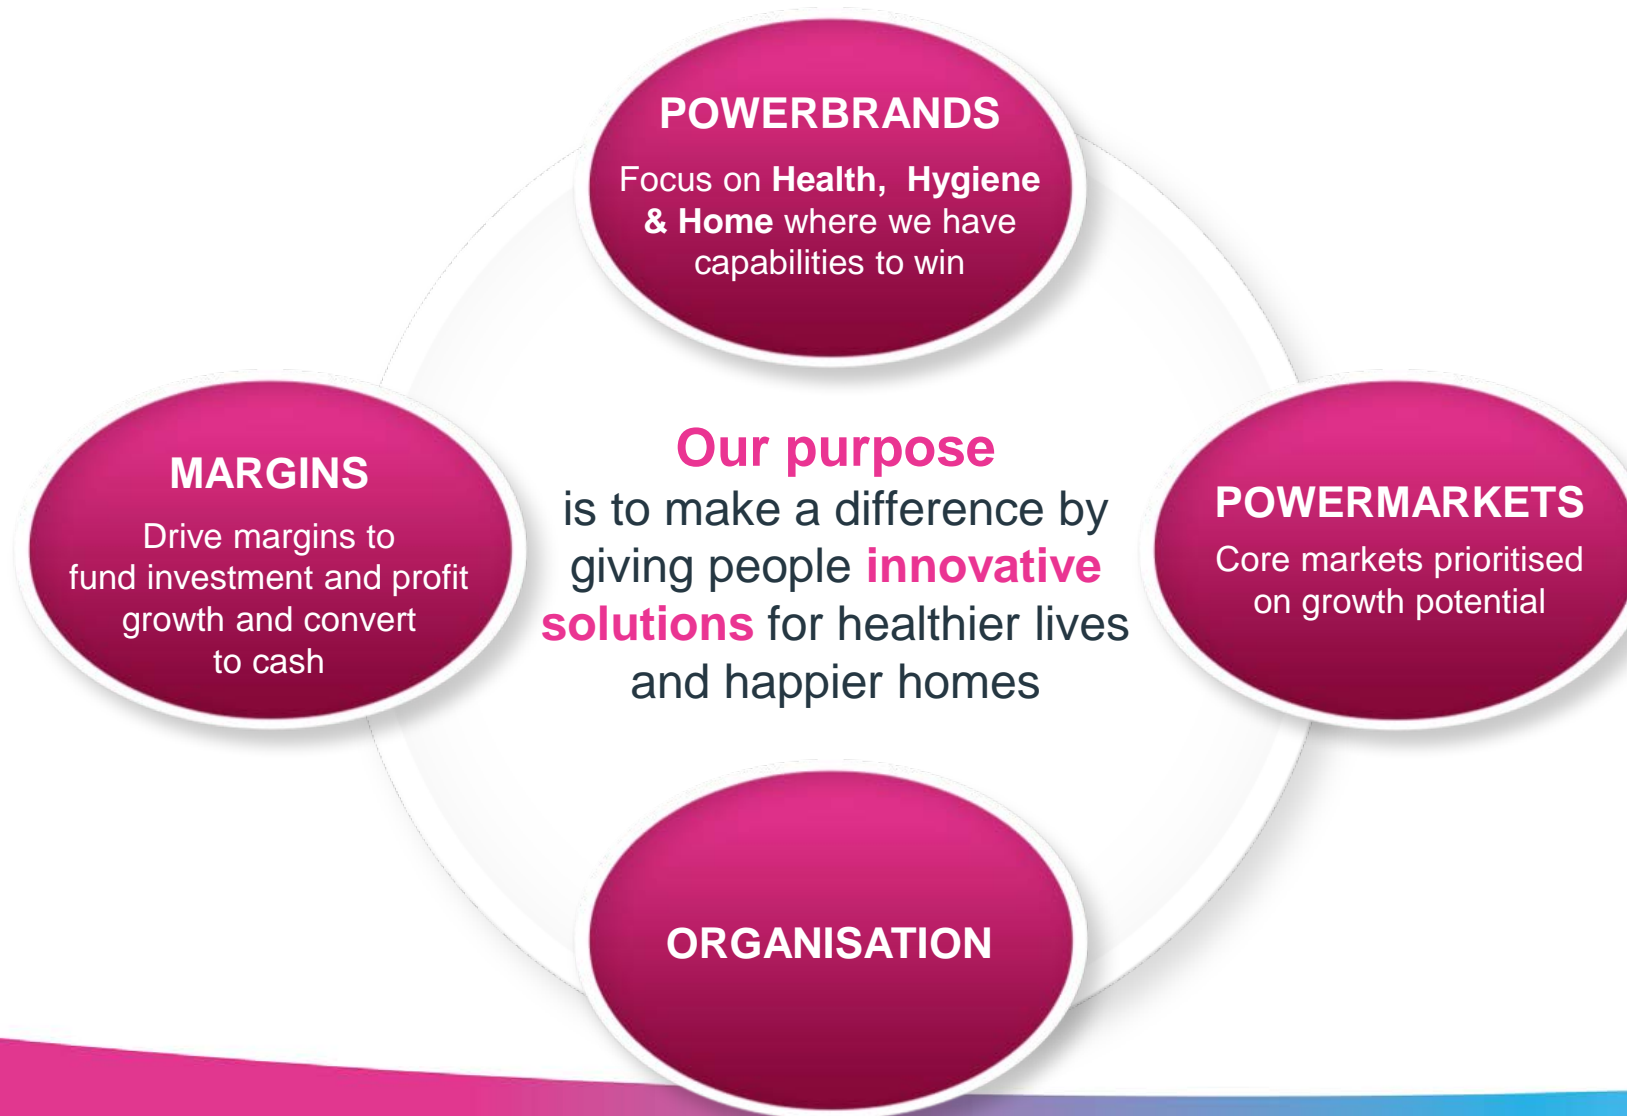 POWERBRANDS
Focus on Health, Hygiene
& Home where we have
capabilities to win
MARGINS
Drive margins to
fund investment and profit
growth and convert
to cash
Our purpose
is to make a difference by
giving people innovative
solutions for healthier lives
and happier homes
POWERMARKETS
Core markets prioritised
on growth potential
ORGANISATION